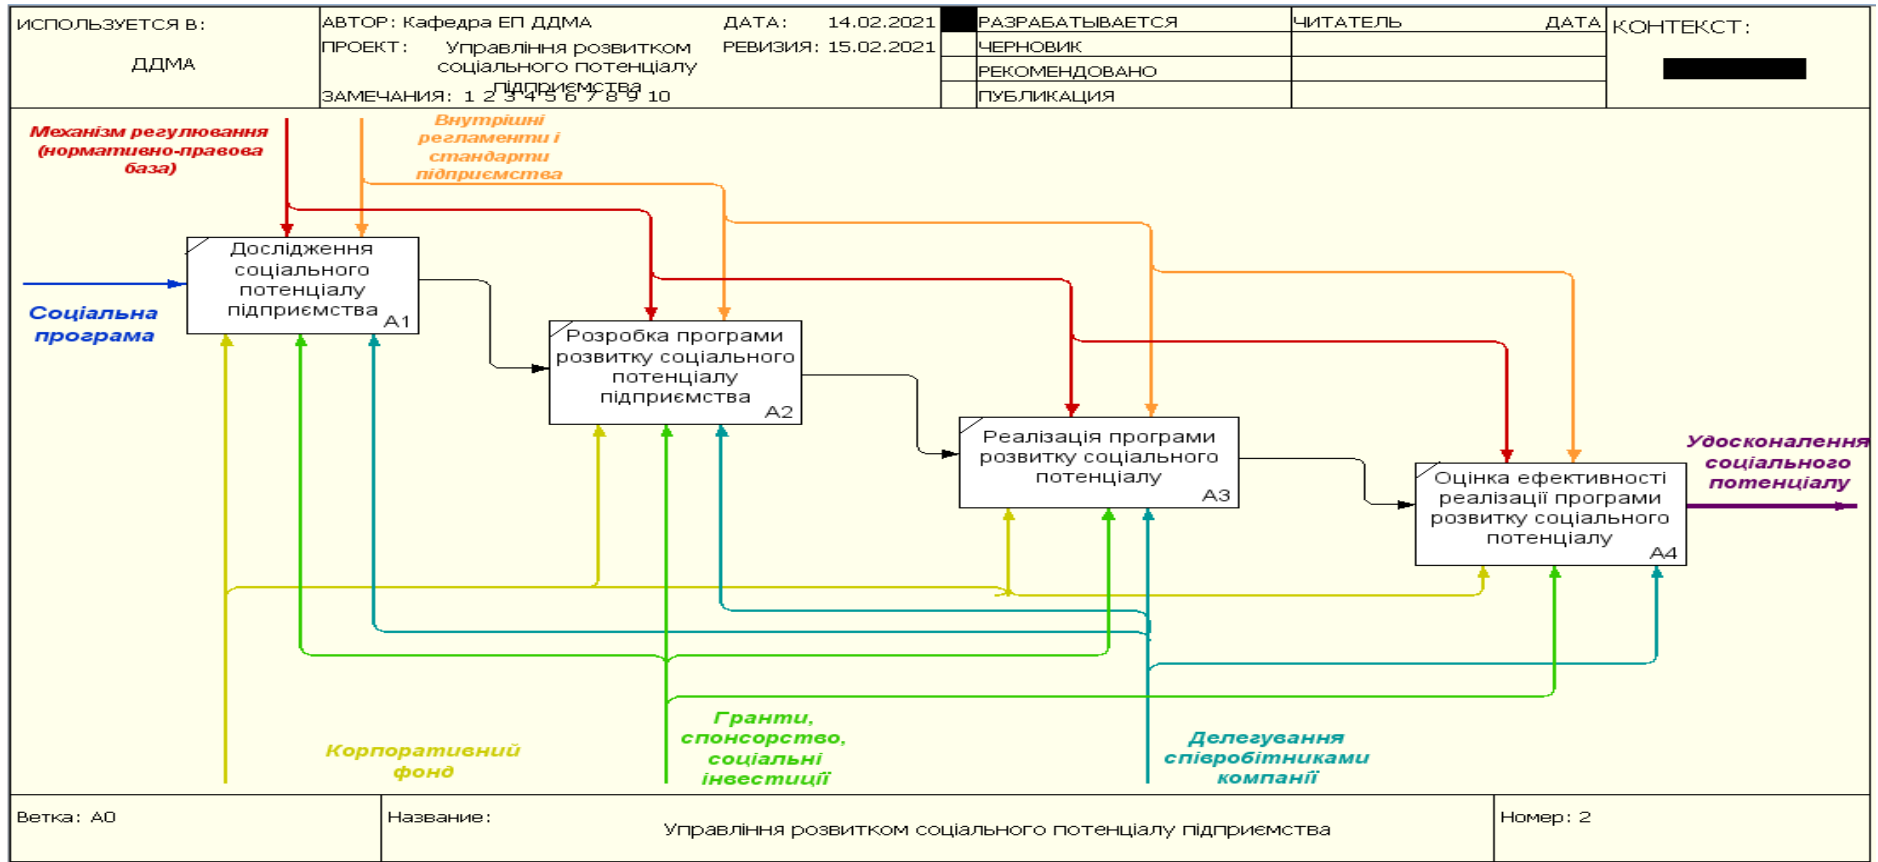 ИСПОЛЬЗУЕТСЯ В:
ДДМА
АВТОР: Кафедра ЕП ДДМА
ДАТА: 14.02.2021
ПРОЕКТ: Управління розвитком
соціального потенціалу
підприємства
РЕВИЗИЯ: 15.02.2021
ЗАМЕЧАНИЯ: 1 2 3 4 5 6 7 8 9 10
РАЗРАБАТЫВАЕТСЯ
ЧЕРНОВИК
РЕКОМЕНДОВАНО
ПУБЛИКАЦИЯ
ЧИТАТЕЛЬ ДАТА
КОНТЕКСТ:
Механізм регулювання
(нормативно-правова
база)
Внутрішні
регламенти і
стандарти
підприємства
Соціальна
програма
Дослідження
соціального
потенціалу
підприємства
A1
Розробка програми
розвитку соціального
потенціалу
підприємства
A2
Реалізація програми
розвитку соціального
потенціалу
A3
Оцінка ефективності
реалізації програми
розвитку соціального
потенціалу
A4
Удосконалення
соціального
потенціалу
Корпоративний
фонд
Гранти,
спонсорство,
соціальні
інвестиції
Делегування
співробітниками
компанії
Ветка: A0
Название:
Управління розвитком соціального потенціалу підприємства
Номер: 2